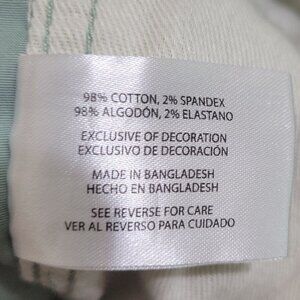 98% COTTON, 2% SPANDEX
98% ALGODÓN, 2% ELASTANO
EXCLUSIVE OF DECORATION
EXCLUSIVO DE DECORACIÓN
MADE IN BANGLADESH
HECHO EN BANGLADESH
SEE REVERSE FOR CARE
VER AL REVERSO PARA CUIDADO